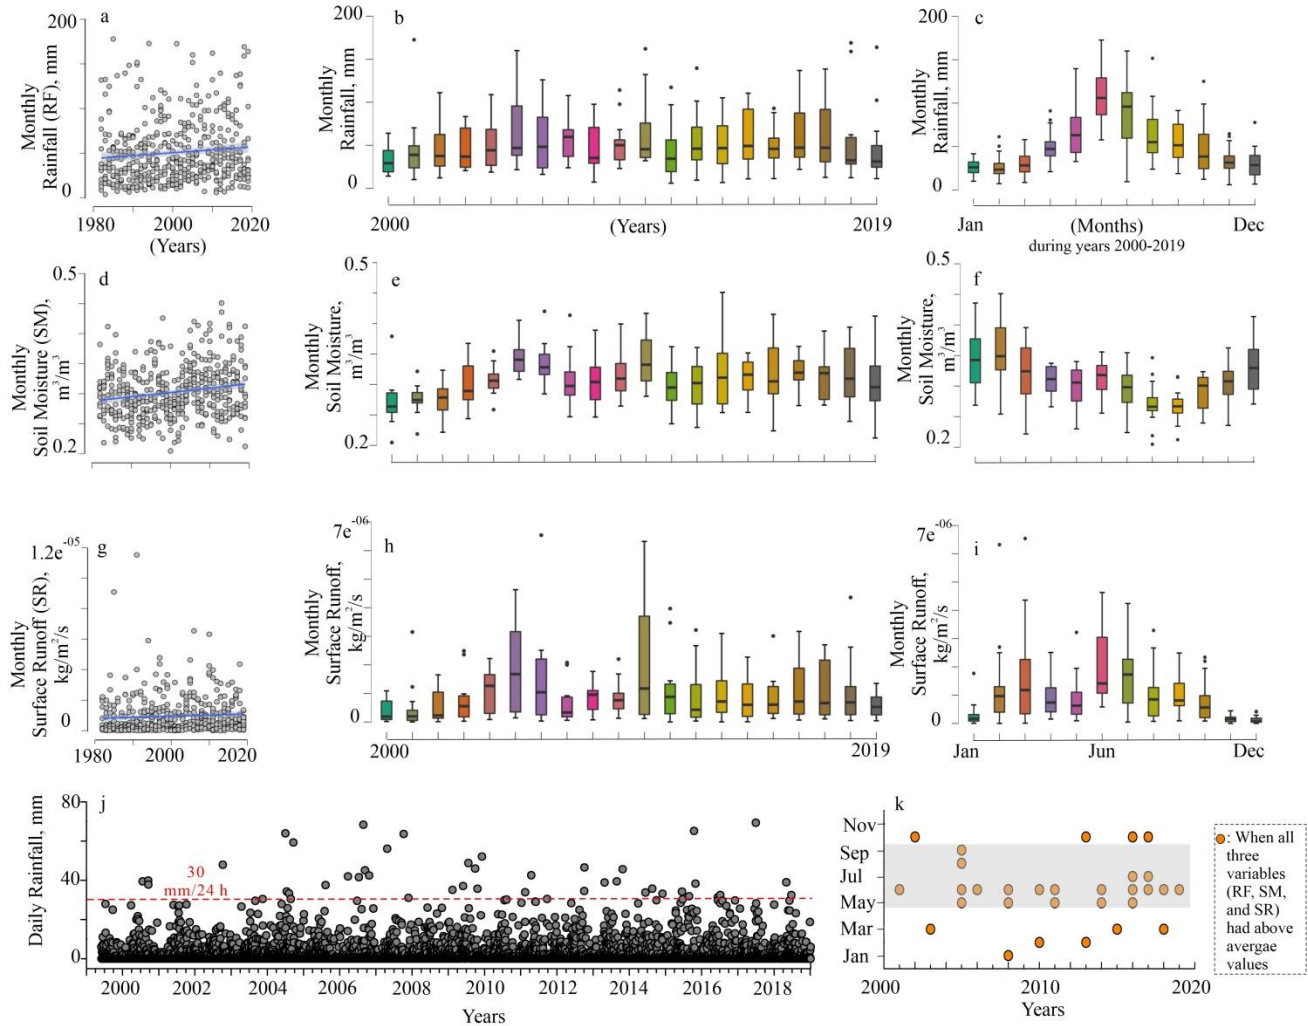 a
200
Monthly
Rainfall (RF), mm
0
1980
2000
2020
(Years)
b
200
Monthly
Rainfall, mm
100
0
2000
(Years)
2019
c
200
Monthly
Rainfall, mm
100
0
Jan
(Months)
Dec
during years 2000-2019
d
0.5
Monthly
Soil Moisture (SM),
m³/m³
0.2
e
0.5
Monthly
Soil Moisture,
m³/m³
0.2
f
0.5
Monthly
Soil Moisture,
m³/m³
0.2
g
1.2e-05
Monthly
Surface Runoff (SR)
kg/m²/s
0
1980
2000
2020
h
7e-06
Monthly
Surface Runoff,
kg/m²/s
0
2000
2019
i
7e-06
Monthly
Surface Runoff,
kg/m²/s
0
Jan
Jun
Dec
j
80
40
0
Daily Rainfall, mm
30
mm/24 h
2000
2002
2004
2006
2008
2010
2012
2014
2016
2018
Years
k
Nov
Sep
Jul
May
Mar
Jan
2000
2010
2020
Years
: When all
three
variables
(RF, SM,
and SR)
had above
avergae
values